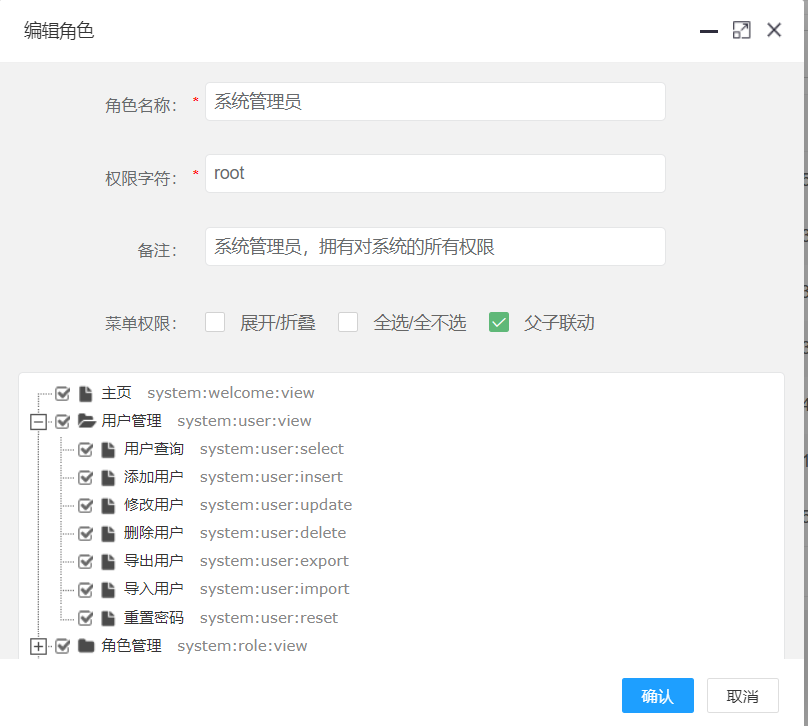 编辑角色
角色名称： * 系统管理员
权限字符： * root
备注： 系统管理员，拥有对系统的所有权限
菜单权限： 展开/折叠 全选/全不选 父子联动
主页 system:welcome:view
用户管理 system:user:view
用户查询 system:user:select
添加用户 system:user:insert
修改用户 system:user:update
删除用户 system:user:delete
导出用户 system:user:export
导入用户 system:user:import
重置密码 system:user:reset
角色管理 system:role:view
确认 取消